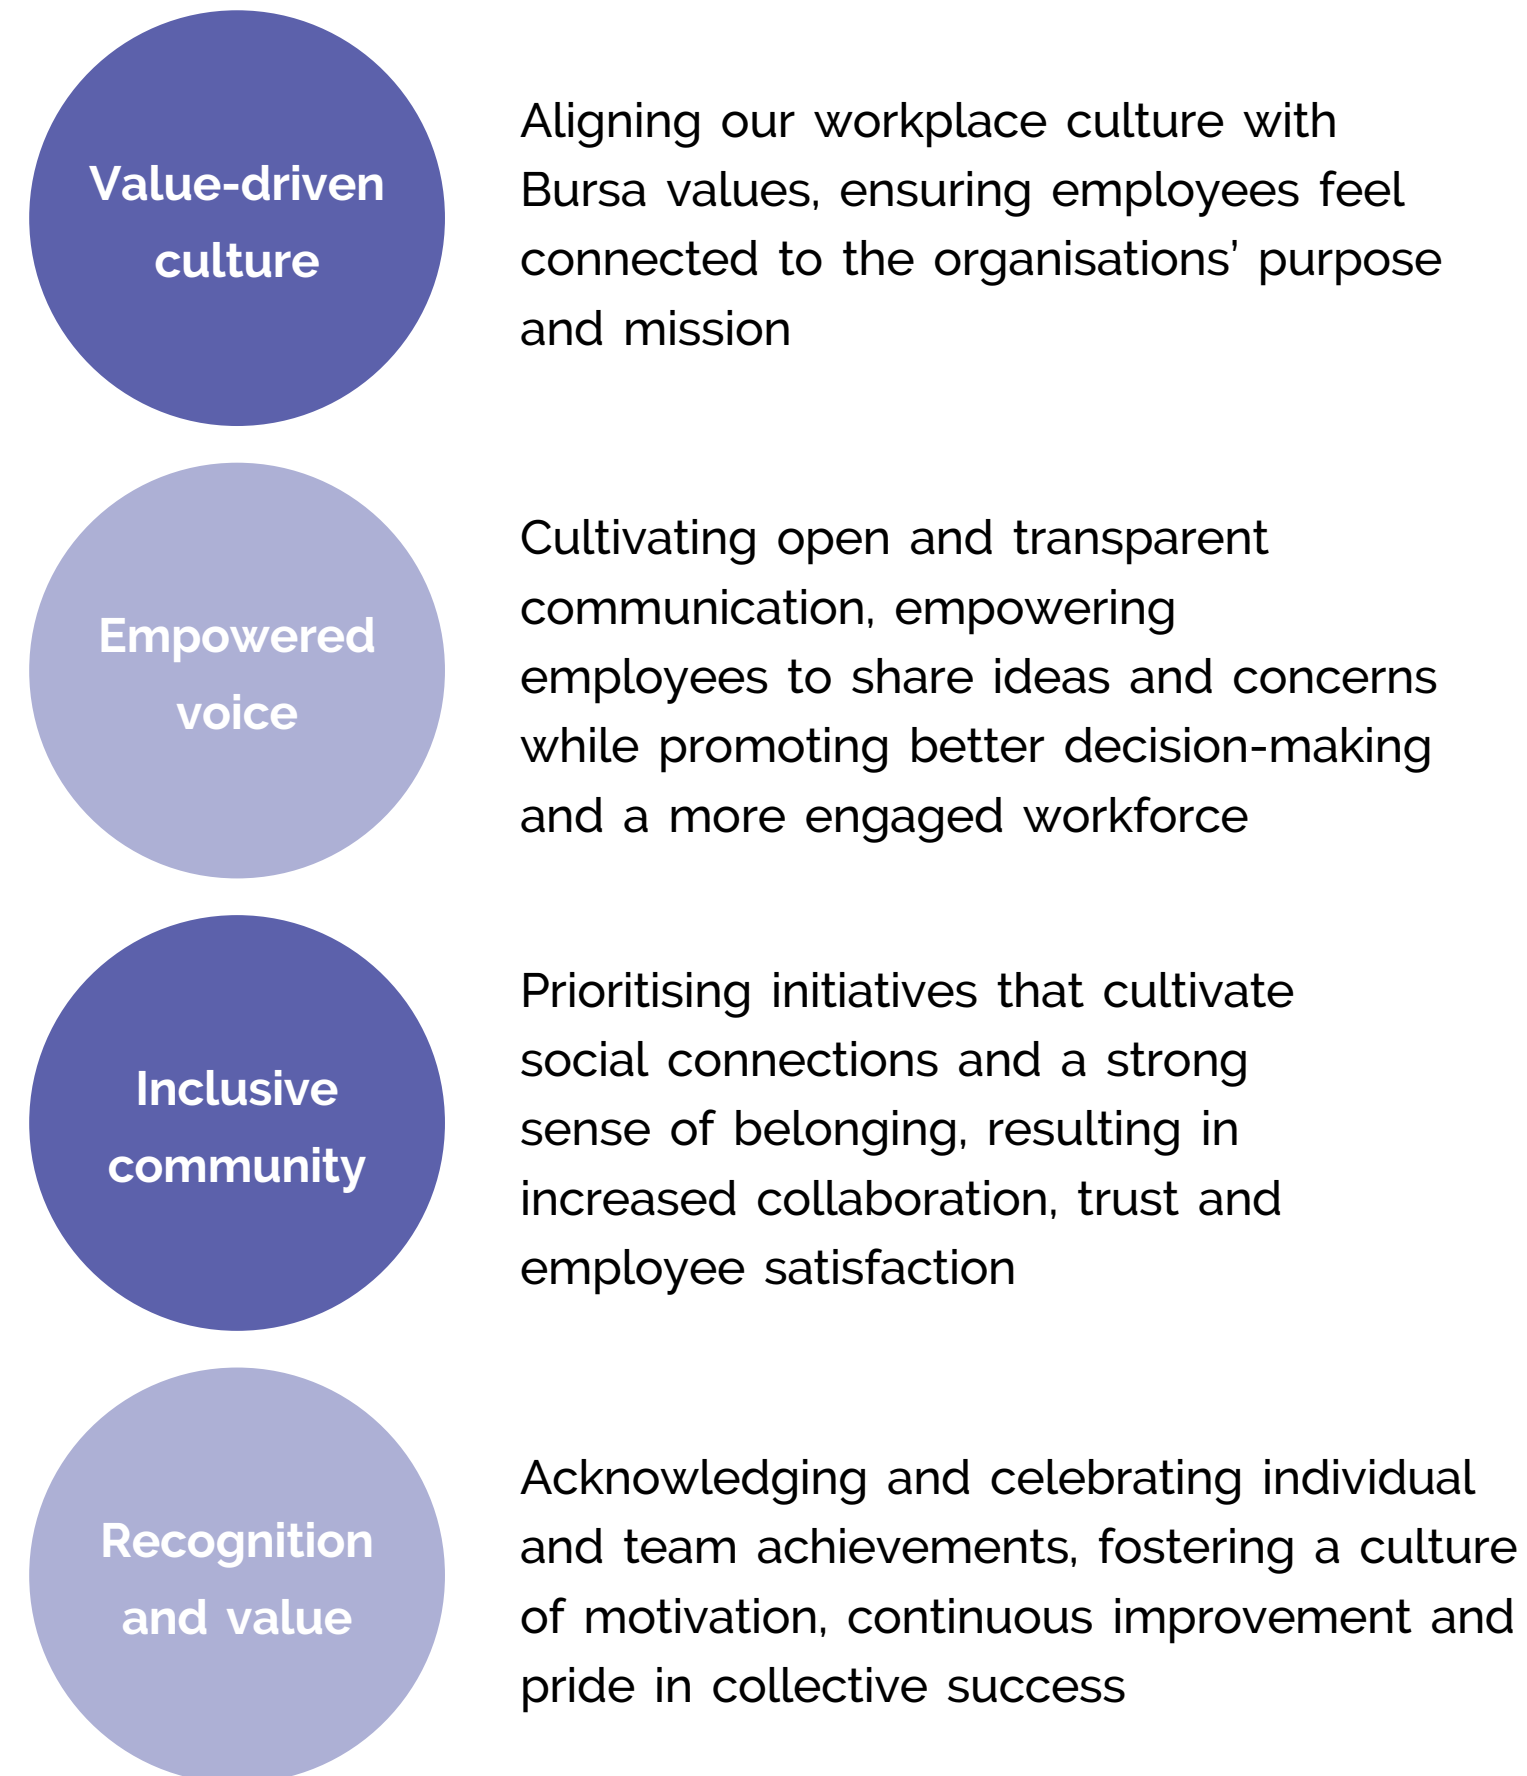 Value-driven
culture
Aligning our workplace culture with
Bursa values, ensuring employees feel
connected to the organisations’ purpose
and mission
Empowered
voice
Cultivating open and transparent
communication, empowering
employees to share ideas and concerns
while promoting better decision-making
and a more engaged workforce
Inclusive
community
Prioritising initiatives that cultivate
social connections and a strong
sense of belonging, resulting in
increased collaboration, trust and
employee satisfaction
Recognition
and value
Acknowledging and celebrating individual
and team achievements, fostering a culture
of motivation, continuous improvement and
pride in collective success